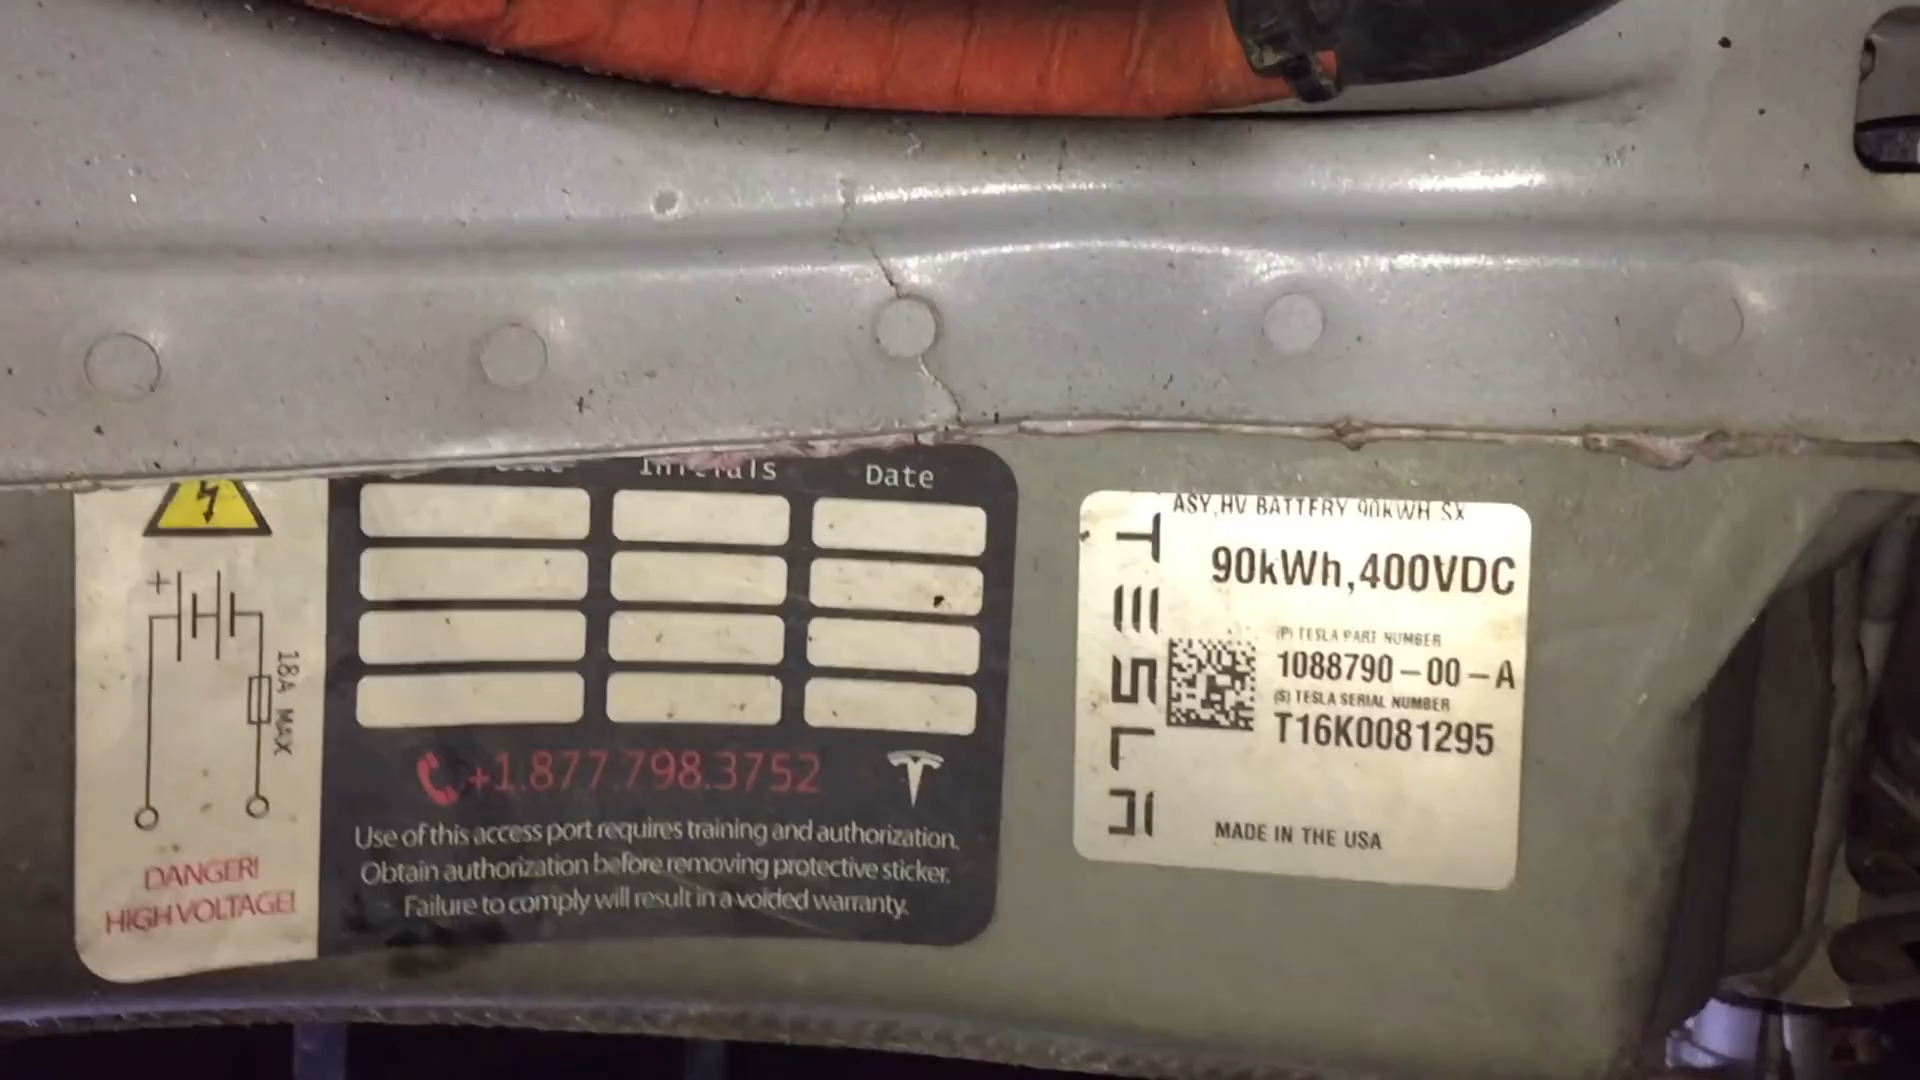 Initials Date
+
18A MAX
DANGER!
HIGH VOLTAGE!
+1.877.798.3752
Use of this access port requires training and authorization.
Obtain authorization before removing protective sticker.
Failure to comply will result in a voided warranty.
TESLA
ASY,HV BATTERY 90KWH SX
90kWh,400VDC
(P) TESLA PART NUMBER
1088790-00-A
(S) TESLA SERIAL NUMBER
T16K0081295
MADE IN THE USA